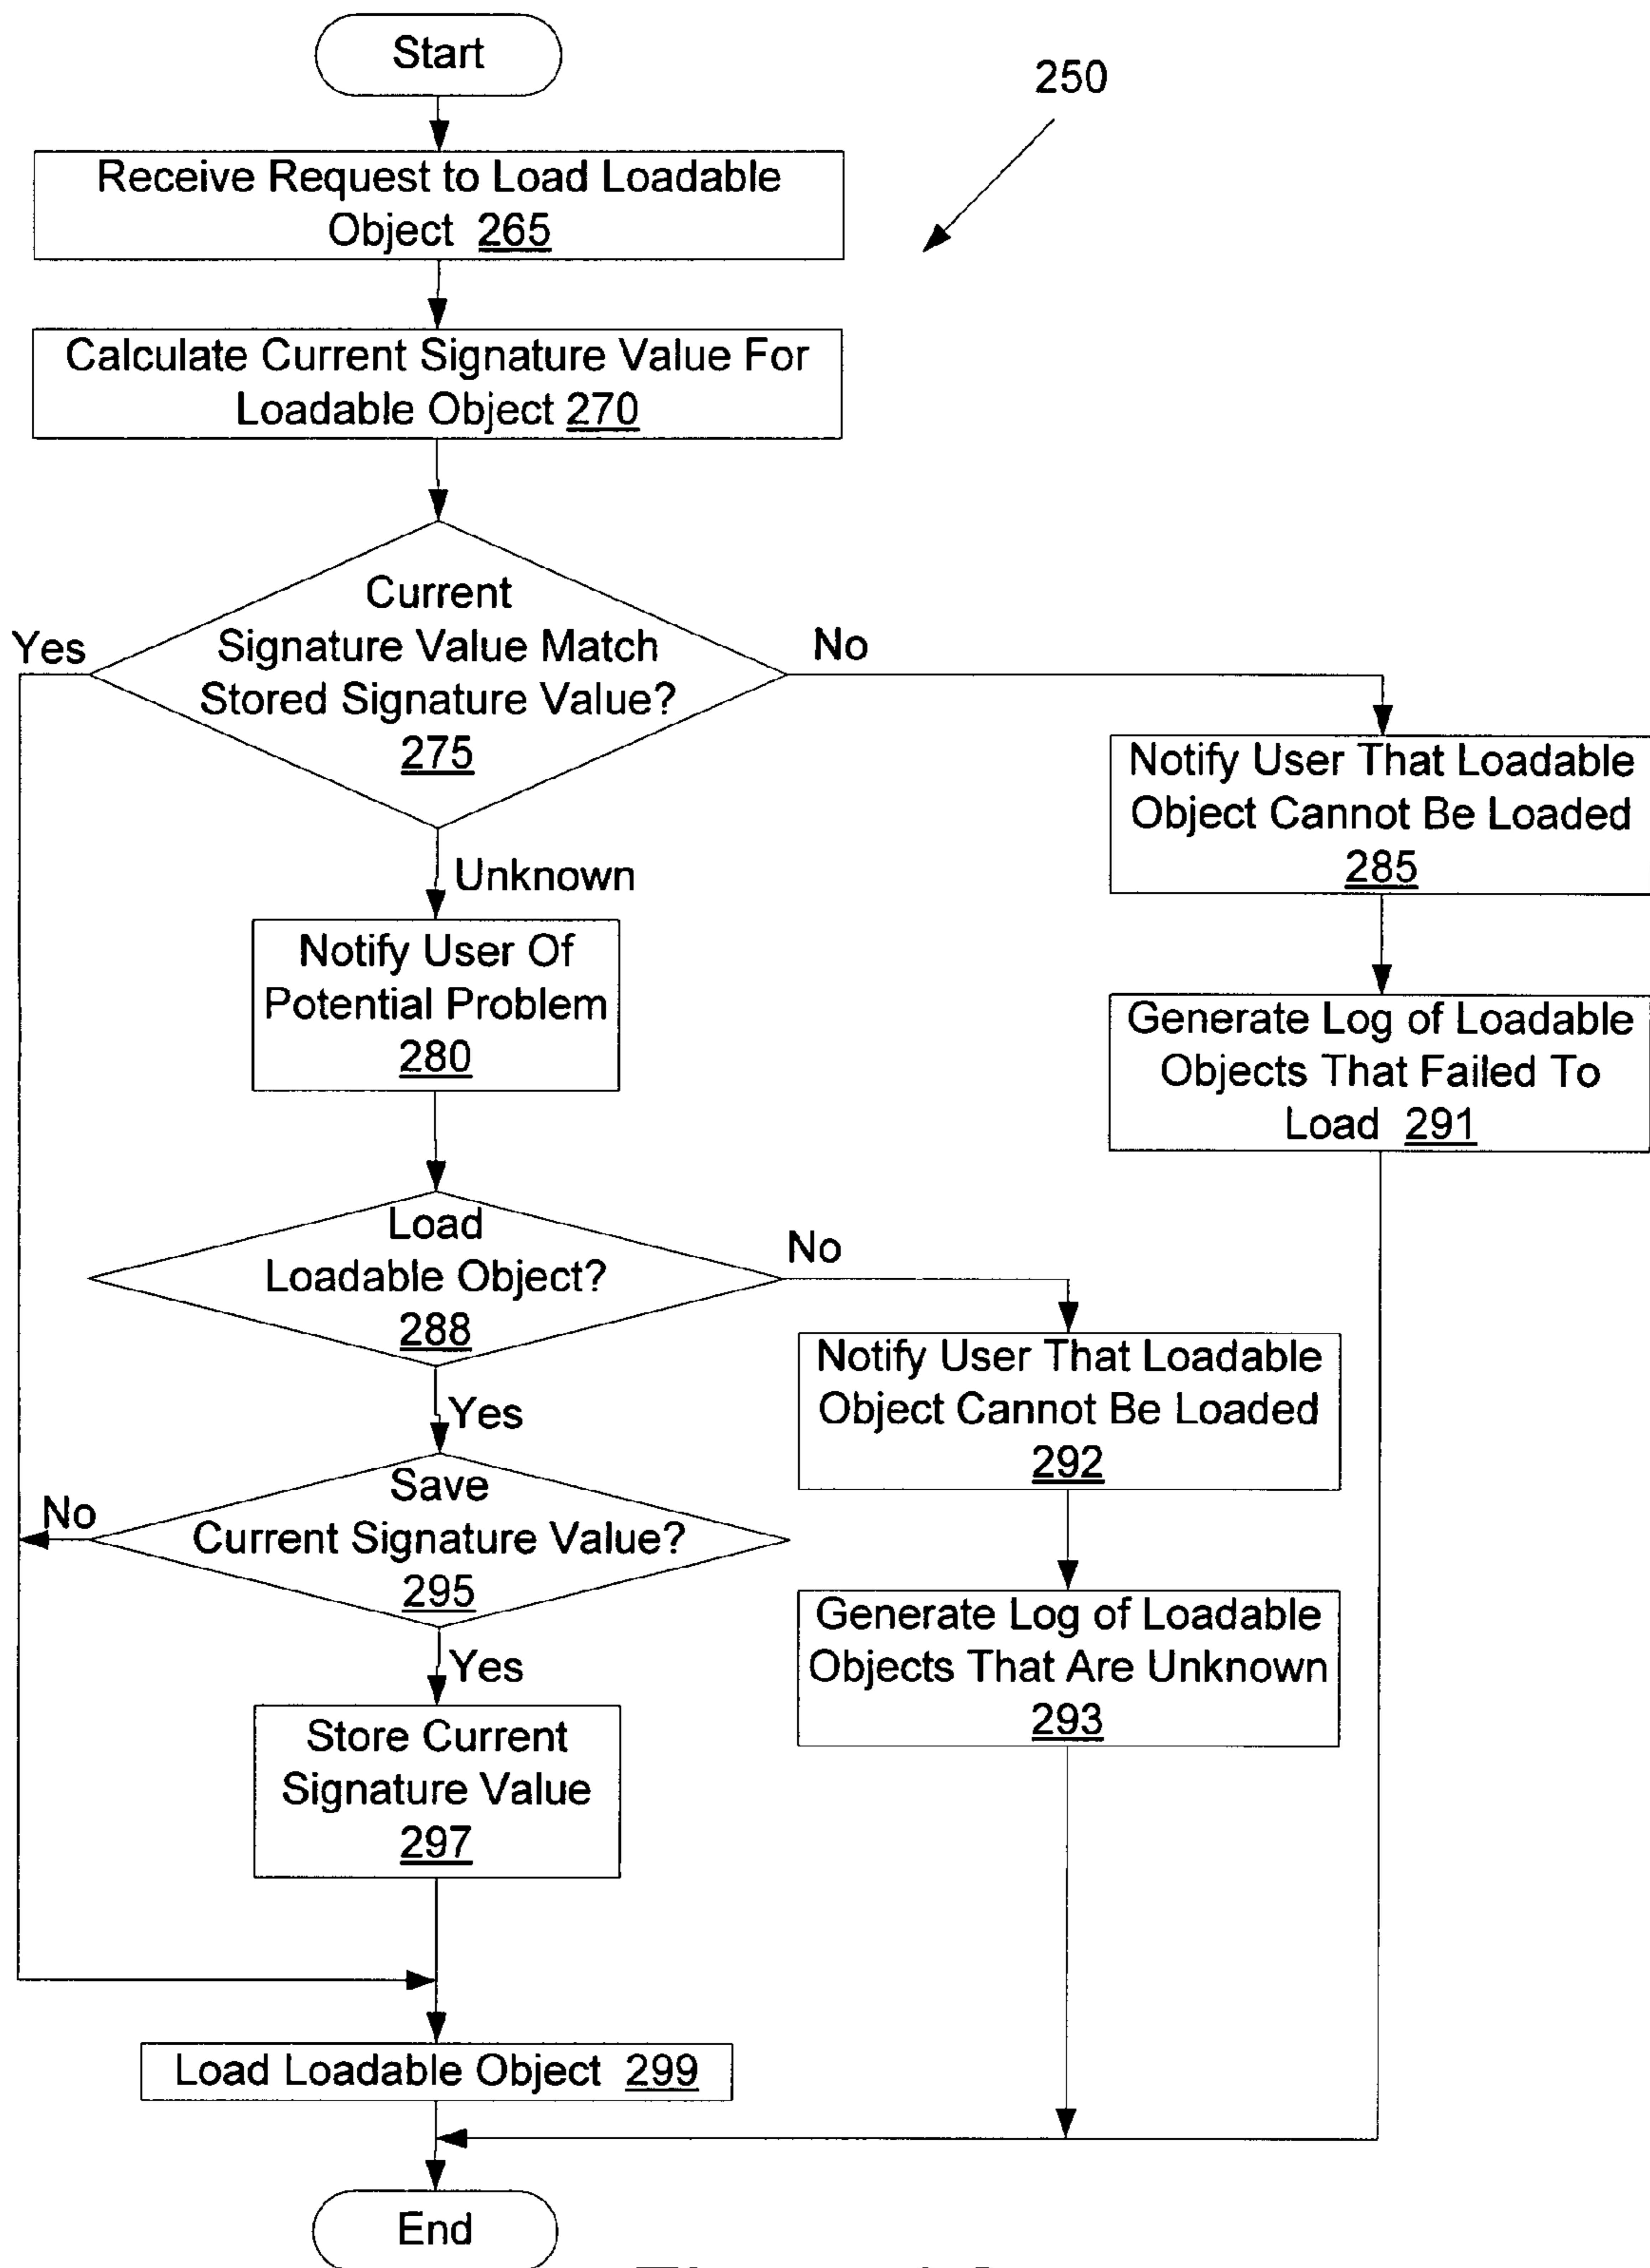 Start
250
Receive Request to Load Loadable
Object 265
Calculate Current Signature Value For
Loadable Object 270
Current
Signature Value Match
Stored Signature Value?
275
Yes
No
Unknown
Notify User That Loadable
Object Cannot Be Loaded
285
Notify User Of
Potential Problem
280
Generate Log of Loadable
Objects That Failed To
Load 291
Load
Loadable Object?
288
No
Yes
Notify User That Loadable
Object Cannot Be Loaded
292
Save
Current Signature Value?
295
No
Yes
Generate Log of Loadable
Objects That Are Unknown
293
Store Current
Signature Value
297
Load Loadable Object 299
End